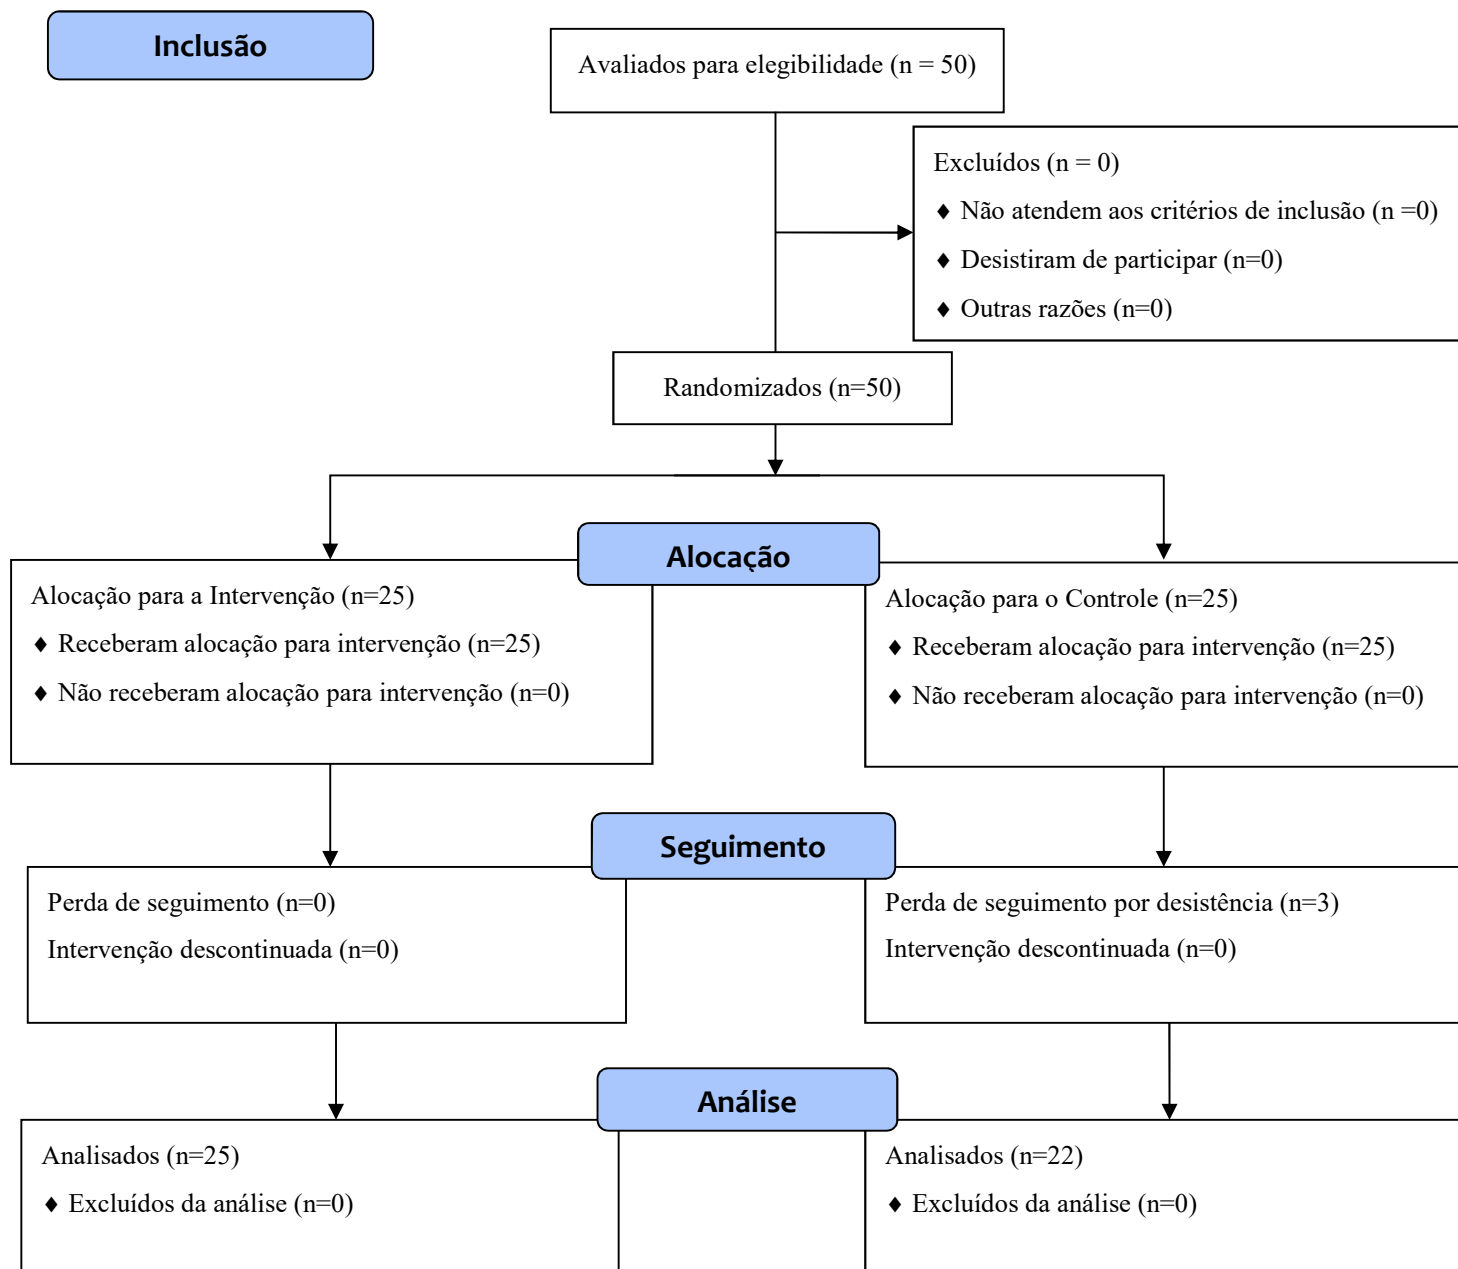 Inclusão
Avaliados para elegibilidade (n = 50)
Excluídos (n = 0)
♦ Não atendem aos critérios de inclusão (n =0)
♦ Desistiram de participar (n=0)
♦ Outras razões (n=0)
Randomizados (n=50)
Alocação
Alocação para a Intervenção (n=25)
♦ Receberam alocação para intervenção (n=25)
♦ Não receberam alocação para intervenção (n=0)
Alocação para o Controle (n=25)
♦ Receberam alocação para intervenção (n=25)
♦ Não receberam alocação para intervenção (n=0)
Seguimento
Perda de seguimento (n=0)
Intervenção descontinuada (n=0)
Perda de seguimento por desistência (n=3)
Intervenção descontinuada (n=0)
Análise
Analisados (n=25)
♦ Excluídos da análise (n=0)
Analisados (n=22)
♦ Excluídos da análise (n=0)